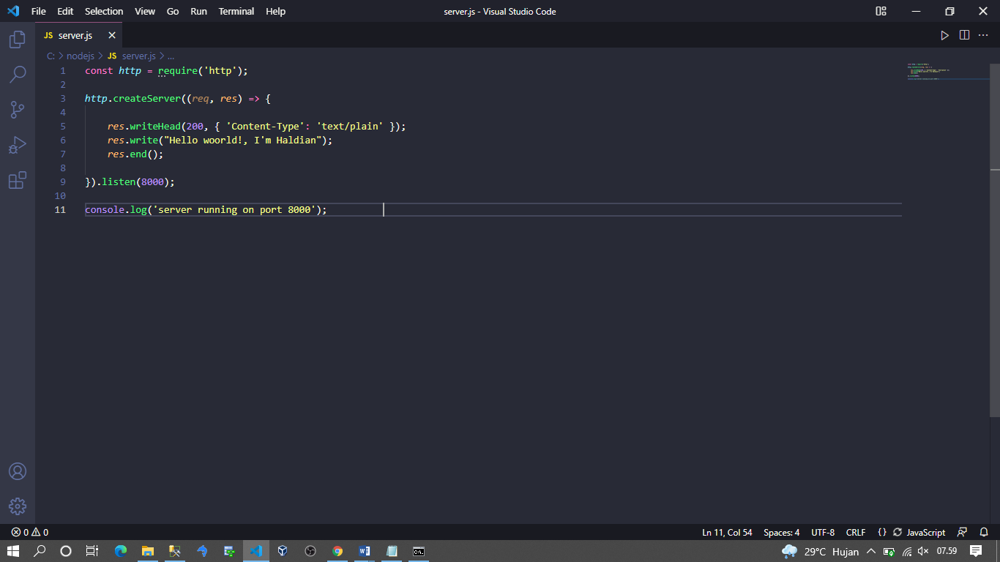 File Edit Selection View Go Run Terminal Help server.js - Visual Studio Code
JS server.js
C: > nodejs > JS server.js > ...
1 const http = require('http');
2
3 http.createServer((req, res) => {
4
5 res.writeHead(200, { 'Content-Type': 'text/plain' });
6 res.write("Hello woorld!, I'm Haldian");
7 res.end();
8
9 }).listen(8000);
10
11 console.log('server running on port 8000');
0 0 Ln 11, Col 54 Spaces: 4 UTF-8 CRLF {} JavaScript
29°C Hujan 07.59